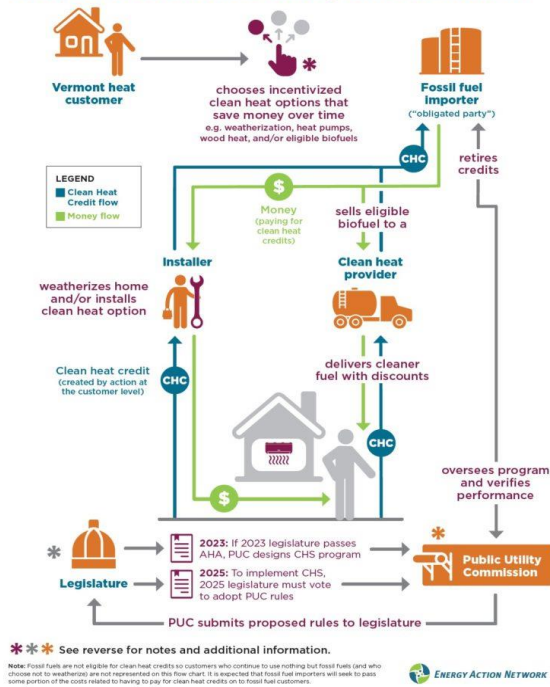 Vermont heat
customer
chooses incentivized
clean heat options that
save money over time
e.g. weatherization, heat pumps,
wood heat, and/or eligible biofuels
*
Fossil fuel
importer
("obligated party")
CHC
retires
credits
LEGEND
Clean Heat
Credit flow
Money flow
$
Money
(paying for
clean heat
credits)
sells eligible
biofuel to a
Installer
Clean heat
provider
weatherizes home
and/or installs
clean heat option
Clean heat credit
(created by action at
the customer level)
CHC
delivers cleaner
fuel with discounts
CHC
$
oversees program
and verifies
performance
*
Legislature
2023: If 2023 legislature passes
AHA, PUC designs CHS program
2025: To implement CHS,
2025 legislature must vote
to adopt PUC rules
*
Public Utility
Commission
PUC submits proposed rules to legislature
*** See reverse for notes and additional information.
Note: Fossil fuels are not eligible for clean heat credits so customers who continue to use nothing but fossil fuels (and who
choose not to weatherize) are not represented on this flow chart. It is expected that fossil fuel importers will seek to pass
some portion of the costs related to having to pay for clean heat credits on to fossil fuel customers.
ENERGY ACTION NETWORK